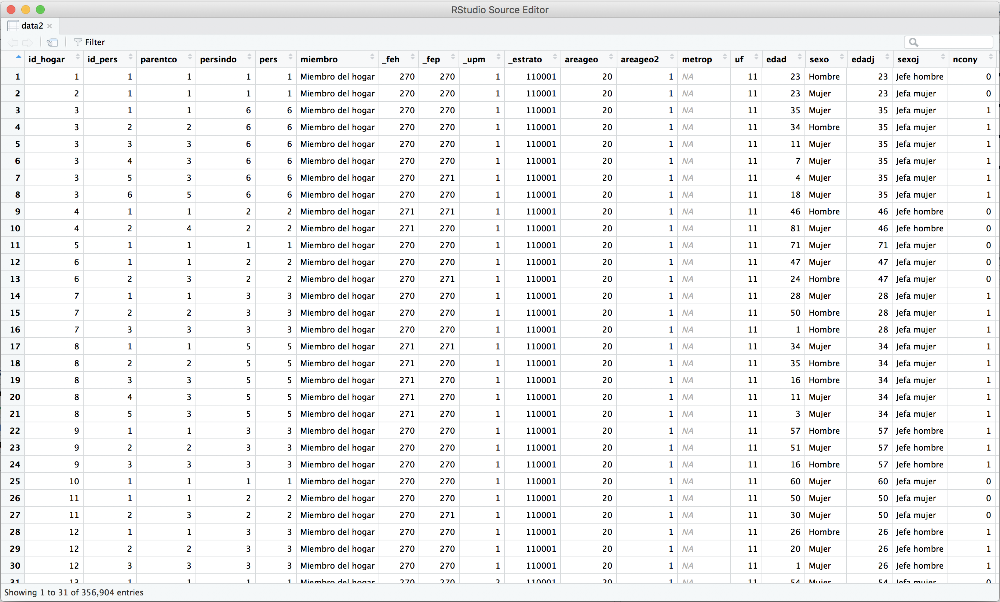 RStudio Source Editor
data2
Filter
id_hogar id_pers parentco persindo pers miembro _feh _fep _upm _estrato areageo areageo2 metrop uf edad sexo edadj sexoj ncony
1 1 1 1 1 1 Miembro del hogar 270 270 1 110001 20 1 NA 11 23 Hombre 23 Jefe hombre 0
2 2 1 1 1 1 Miembro del hogar 270 270 1 110001 20 1 NA 11 23 Mujer 23 Jefa mujer 0
3 3 1 1 6 6 Miembro del hogar 270 270 1 110001 20 1 NA 11 35 Mujer 35 Jefa mujer 1
4 3 2 2 6 6 Miembro del hogar 270 270 1 110001 20 1 NA 11 34 Hombre 35 Jefa mujer 1
5 3 3 3 6 6 Miembro del hogar 270 270 1 110001 20 1 NA 11 11 Mujer 35 Jefa mujer 1
6 3 4 3 6 6 Miembro del hogar 270 270 1 110001 20 1 NA 11 7 Mujer 35 Jefa mujer 1
7 3 5 3 6 6 Miembro del hogar 270 271 1 110001 20 1 NA 11 4 Mujer 35 Jefa mujer 1
8 3 6 5 6 6 Miembro del hogar 270 270 1 110001 20 1 NA 11 18 Mujer 35 Jefa mujer 1
9 4 1 1 2 2 Miembro del hogar 271 271 1 110001 20 1 NA 11 46 Hombre 46 Jefe hombre 0
10 4 2 4 2 2 Miembro del hogar 271 270 1 110001 20 1 NA 11 81 Mujer 46 Jefe hombre 0
11 5 1 1 1 1 Miembro del hogar 270 270 1 110001 20 1 NA 11 71 Mujer 71 Jefa mujer 0
12 6 1 1 2 2 Miembro del hogar 270 270 1 110001 20 1 NA 11 47 Mujer 47 Jefa mujer 0
13 6 2 3 2 2 Miembro del hogar 270 271 1 110001 20 1 NA 11 24 Hombre 47 Jefa mujer 0
14 7 1 1 3 3 Miembro del hogar 270 270 1 110001 20 1 NA 11 28 Mujer 28 Jefa mujer 1
15 7 2 2 3 3 Miembro del hogar 270 270 1 110001 20 1 NA 11 50 Hombre 28 Jefa mujer 1
16 7 3 3 3 3 Miembro del hogar 270 270 1 110001 20 1 NA 11 1 Hombre 28 Jefa mujer 1
17 8 1 1 5 5 Miembro del hogar 271 271 1 110001 20 1 NA 11 34 Mujer 34 Jefa mujer 1
18 8 2 2 5 5 Miembro del hogar 271 270 1 110001 20 1 NA 11 35 Hombre 34 Jefa mujer 1
19 8 3 3 5 5 Miembro del hogar 271 270 1 110001 20 1 NA 11 16 Hombre 34 Jefa mujer 1
20 8 4 3 5 5 Miembro del hogar 271 270 1 110001 20 1 NA 11 11 Mujer 34 Jefa mujer 1
21 8 5 3 5 5 Miembro del hogar 271 270 1 110001 20 1 NA 11 3 Mujer 34 Jefa mujer 1
22 9 1 1 3 3 Miembro del hogar 270 270 1 110001 20 1 NA 11 57 Hombre 57 Jefe hombre 1
23 9 2 2 3 3 Miembro del hogar 270 270 1 110001 20 1 NA 11 51 Mujer 57 Jefe hombre 1
24 9 3 3 3 3 Miembro del hogar 270 270 1 110001 20 1 NA 11 16 Hombre 57 Jefe hombre 1
25 10 1 1 1 1 Miembro del hogar 270 270 1 110001 20 1 NA 11 60 Mujer 60 Jefa mujer 0
26 11 1 1 2 2 Miembro del hogar 270 270 1 110001 20 1 NA 11 50 Mujer 50 Jefa mujer 0
27 11 2 3 2 2 Miembro del hogar 270 271 1 110001 20 1 NA 11 30 Mujer 50 Jefa mujer 0
28 12 1 1 3 3 Miembro del hogar 270 270 1 110001 20 1 NA 11 26 Hombre 26 Jefe hombre 1
29 12 2 2 3 3 Miembro del hogar 270 270 1 110001 20 1 NA 11 20 Mujer 26 Jefe hombre 1
30 12 3 3 3 3 Miembro del hogar 270 270 1 110001 20 1 NA 11 1 Mujer 26 Jefe hombre 1
31 13 1 1 1 1 Miembro del hogar 270 270 2 110001 20 1 NA 11 54 Mujer 54 Jefa mujer 0
Showing 1 to 31 of 356,904 entries